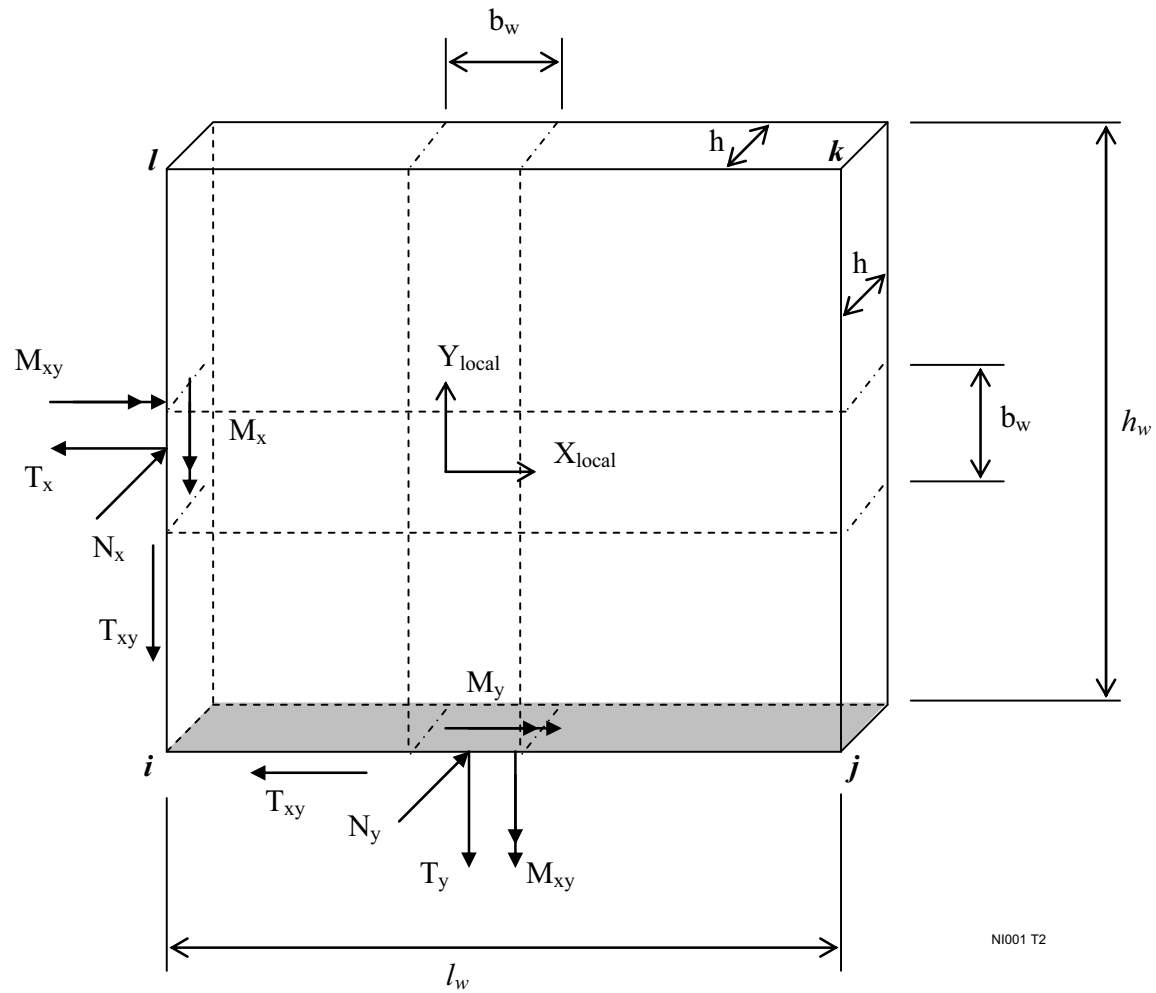 b_w
h
l
k
h
M_xy
Y_local
M_x
b_w
h_w
X_local
T_x
N_x
T_xy
M_y
i
j
T_xy
N_y
T_y
M_xy
NI001 T2
l_w